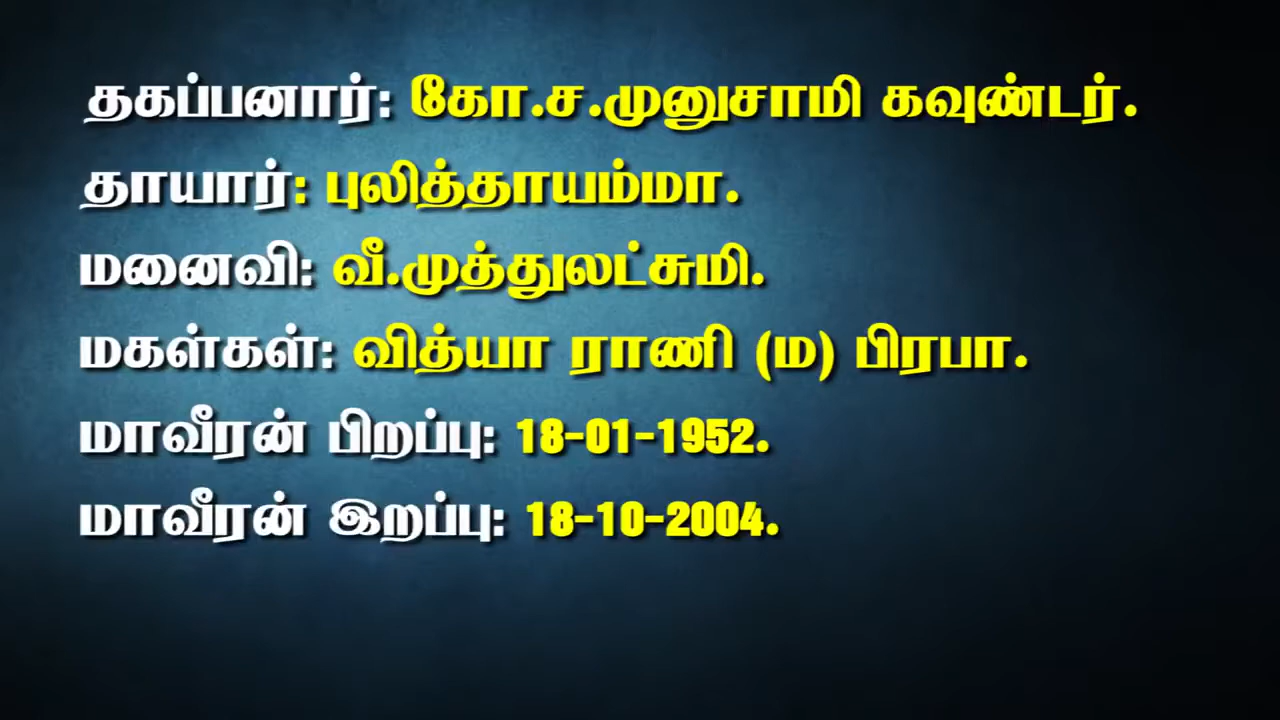 தகப்பனார்: கோ.ச.முனுசாமி கவுண்டர்.
தாயார்: புலித்தாயம்மா.
மனைவி: வீ.முத்துலட்சுமி.
மகள்கள்: வித்யா ராணி (ம) பிரபா.
மாவீரன் பிறப்பு: 18-01-1952.
மாவீரன் இறப்பு: 18-10-2004.